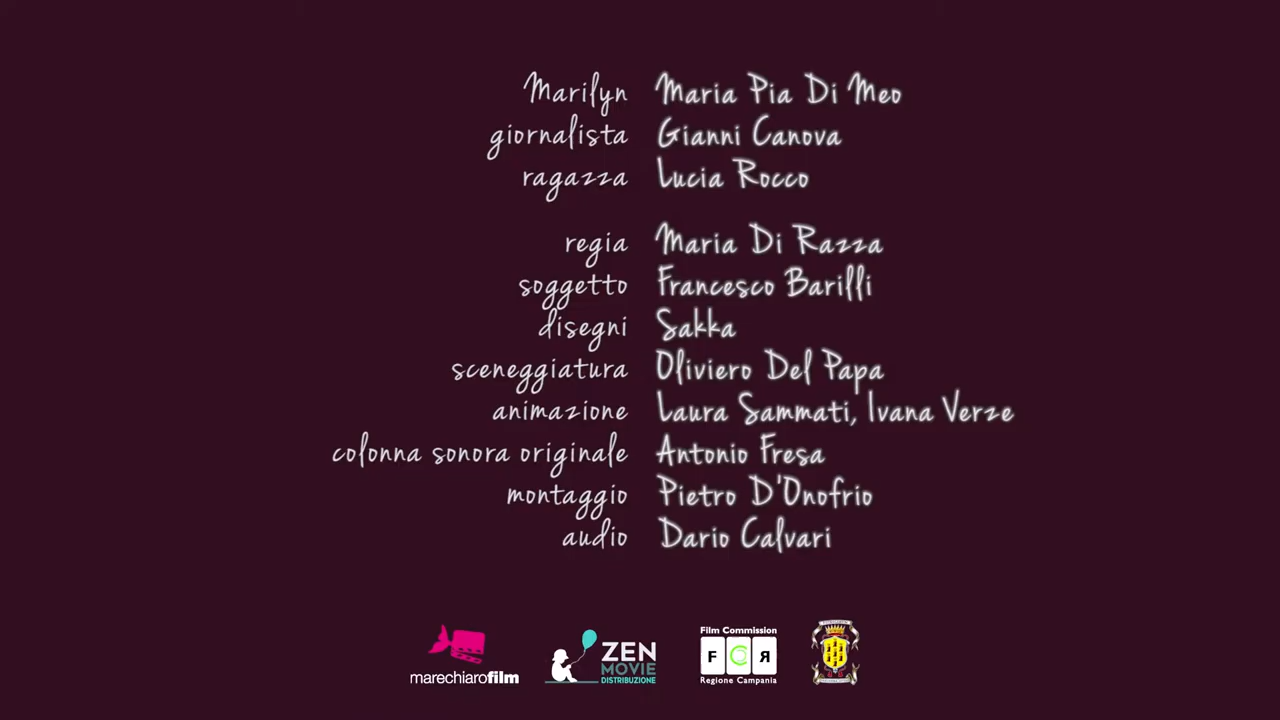 Marilyn Maria Pia Di Meo
giornalista Gianni Canova
ragazza Lucia Rocco
regia Maria Di Razza
soggetto Francesco Barilli
disegni Sakka
sceneggiatura Oliviero Del Papa
animazione Laura Sammati, Ivana Verze
colonna sonora originale Antonio Fresa
montaggio Pietro D'Onofrio
audio Dario Calvari
marechiarofilm
ZEN
MOVIE
DISTRIBUZIONE
Film Commission
F C R
Regione Campania